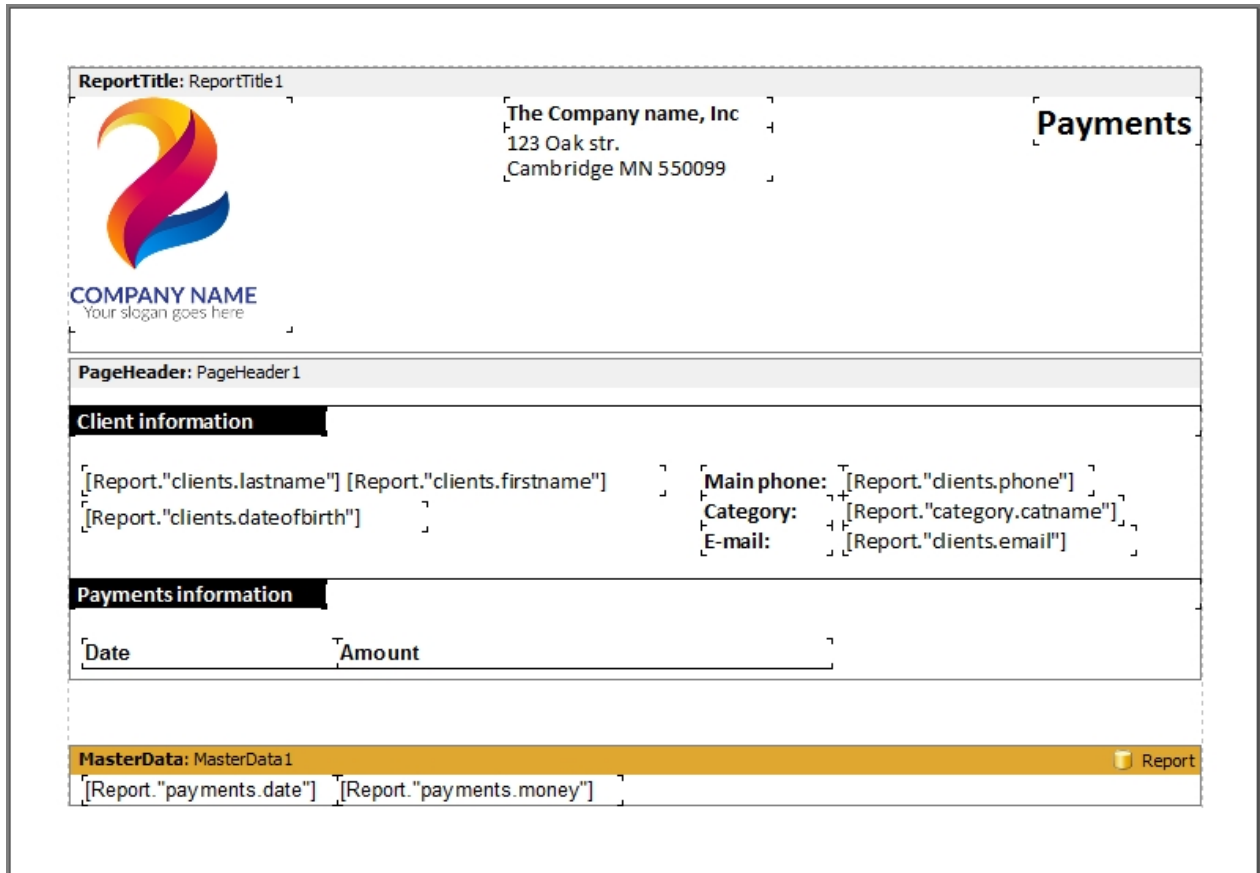 ReportTitle: ReportTitle1
The Company name, Inc
Payments
123 Oak str.
Cambridge MN 550099
COMPANY NAME
Your slogan goes here
PageHeader: PageHeader1
Client information
[Report."clients.lastname"] [Report."clients.firstname"]
Main phone: [Report."clients.phone"]
[Report."clients.dateofbirth"]
Category: [Report."category.catname"]
E-mail: [Report."clients.email"]
Payments information
Date Amount
MasterData: MasterData1 Report
[Report."payments.date"] [Report."payments.money"]